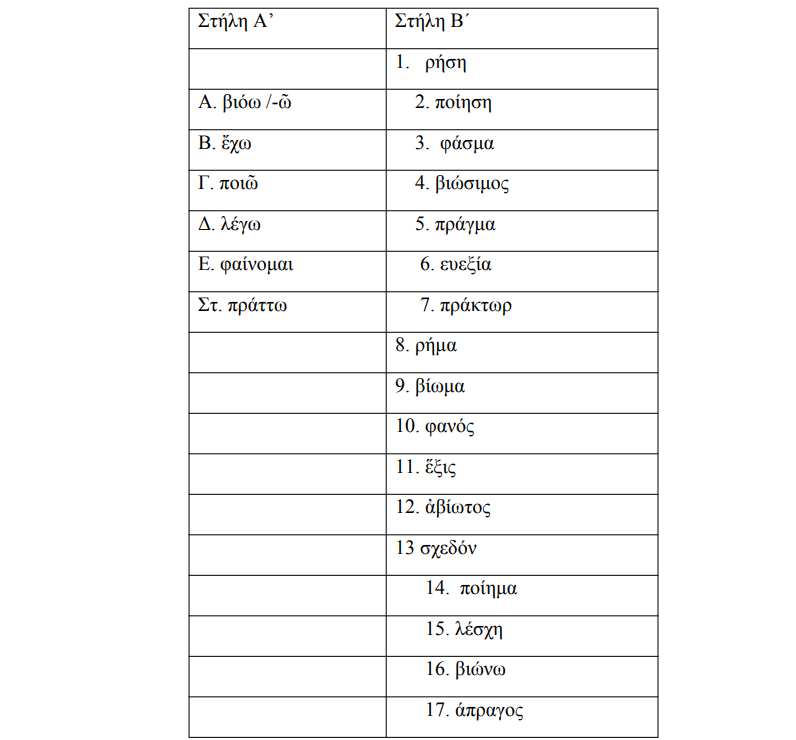 Στήλη Α’ Στήλη Β΄
1. ρήση
Α. βιόω /-ῶ 2. ποίηση
Β. ἔχω 3. φάσμα
Γ. ποιῶ 4. βιώσιμος
Δ. λέγω 5. πράγμα
Ε. φαίνομαι 6. ευεξία
Στ. πράττω 7. πράκτωρ
8. ρήμα
9. βίωμα
10. φανός
11. ἕξις
12. ἀβίωτος
13 σχεδόν
14. ποίημα
15. λέσχη
16. βιώνω
17. άπραγος